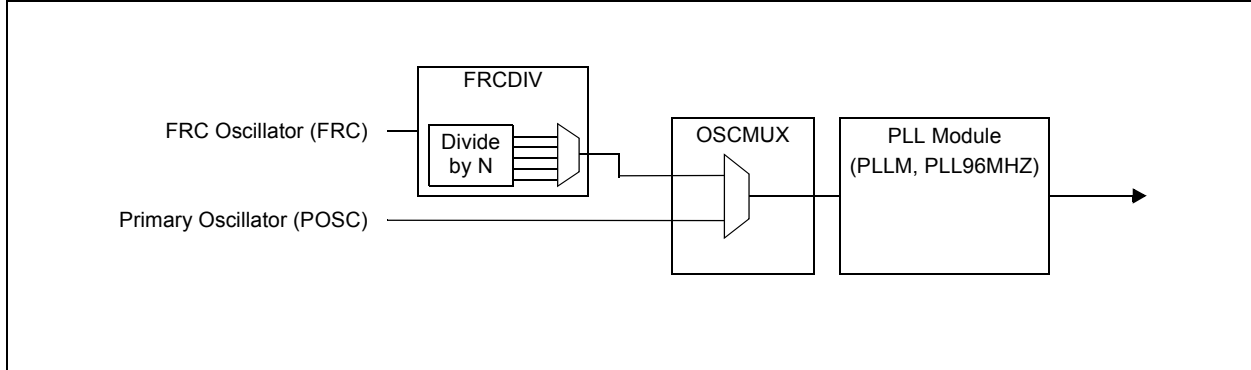 FRCDIV
FRC Oscillator (FRC)
Divide
by N
OSCMUX
PLL Module
(PLLM, PLL96MHZ)
Primary Oscillator (POSC)